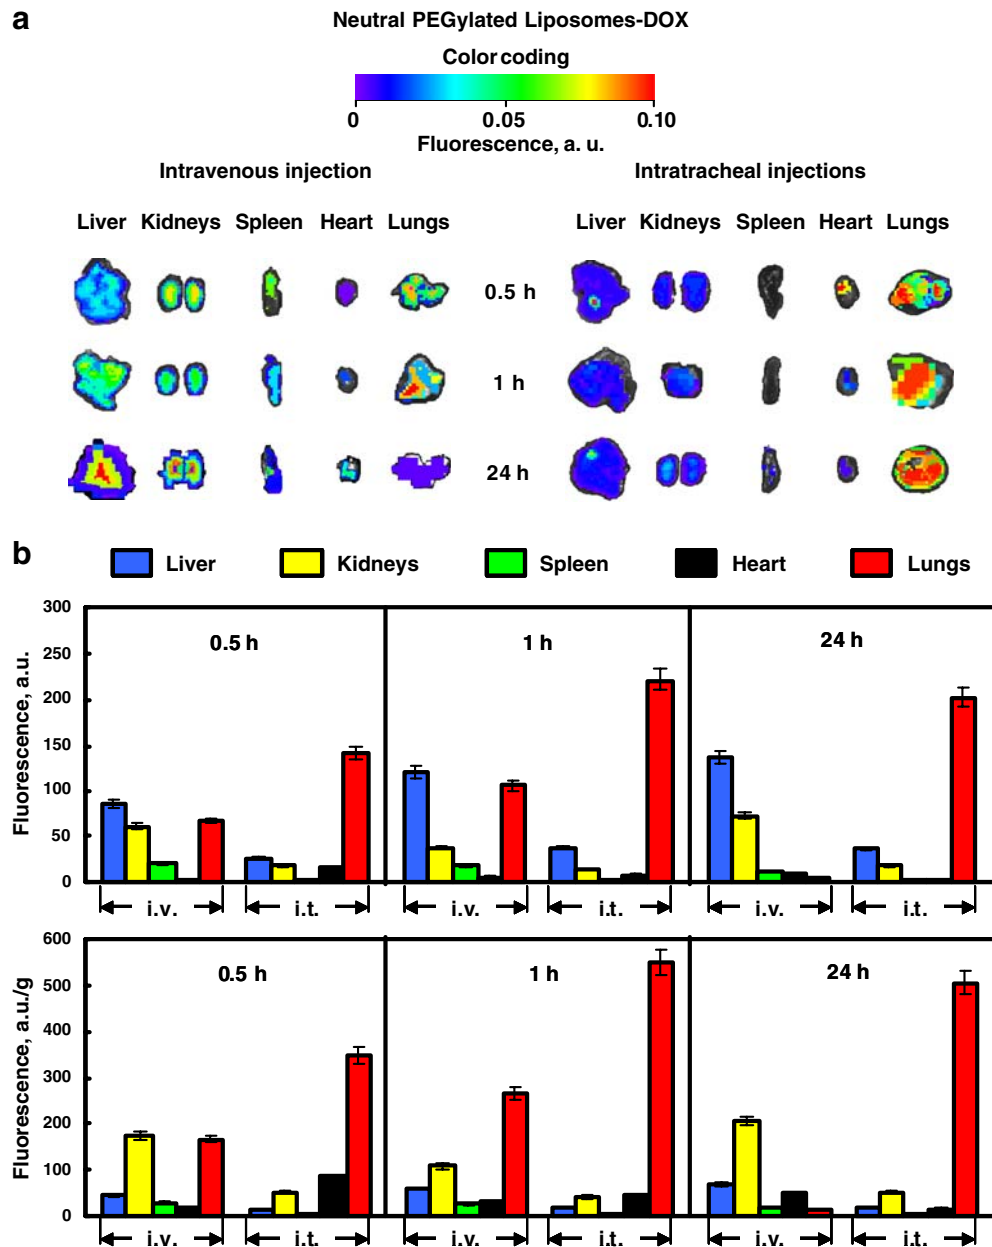 a
Neutral PEGylated Liposomes-DOX
Color coding
0 0.05 0.10
Fluorescence, a. u.
Intravenous injection Intratracheal injections
Liver Kidneys Spleen Heart Lungs Liver Kidneys Spleen Heart Lungs
0.5 h
1 h
24 h
b
Liver Kidneys Spleen Heart Lungs
Fluorescence, a.u.
300
250
200
150
100
50
0
0.5 h 1 h 24 h
i.v. i.t. i.v. i.t. i.v. i.t.
Fluorescence, a.u./g
600
500
400
300
200
100
0
0.5 h 1 h 24 h
i.v. i.t. i.v. i.t. i.v. i.t.